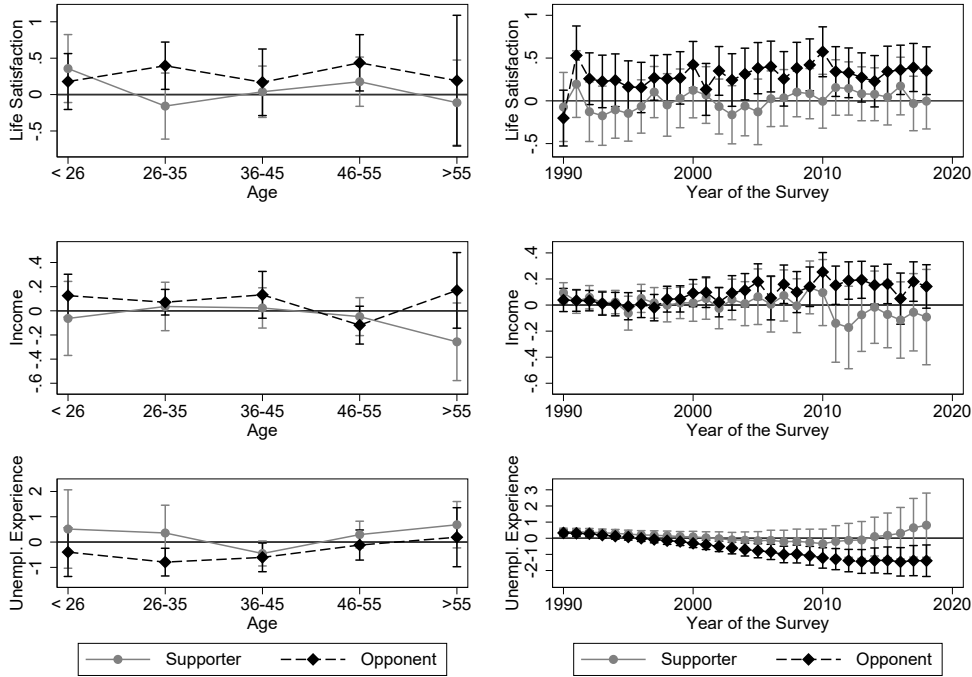 Life Satisfaction
1
.5
0
-.5
< 26 26-35 36-45 46-55 >55
Age
Life Satisfaction
1
.5
0
-.5
1990 2000 2010 2020
Year of the Survey
Income
.4
.2
0
-.2
-.4
-.6
< 26 26-35 36-45 46-55 >55
Age
Income
.4
.2
0
-.2
-.4
-.6
1990 2000 2010 2020
Year of the Survey
Unempl. Experience
2
1
0
-1
< 26 26-35 36-45 46-55 >55
Age
Unempl. Experience
3
2
1
0
-1
-2
1990 2000 2010 2020
Year of the Survey
Supporter Opponent
Supporter Opponent